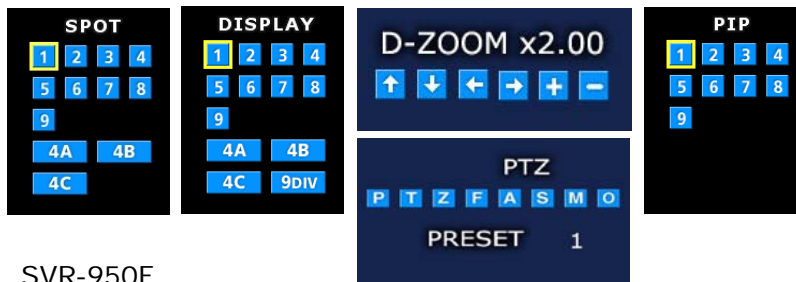 SPOT
1 2 3 4
5 6 7 8
9
4A 4B
4C
DISPLAY
1 2 3 4
5 6 7 8
9
4A 4B
4C 9DIV
D-ZOOM x2.00
↑ ↓ ← → + −
PTZ
P T Z F A S M O
PRESET 1
PIP
1 2 3 4
5 6 7 8
9
SVR-950E